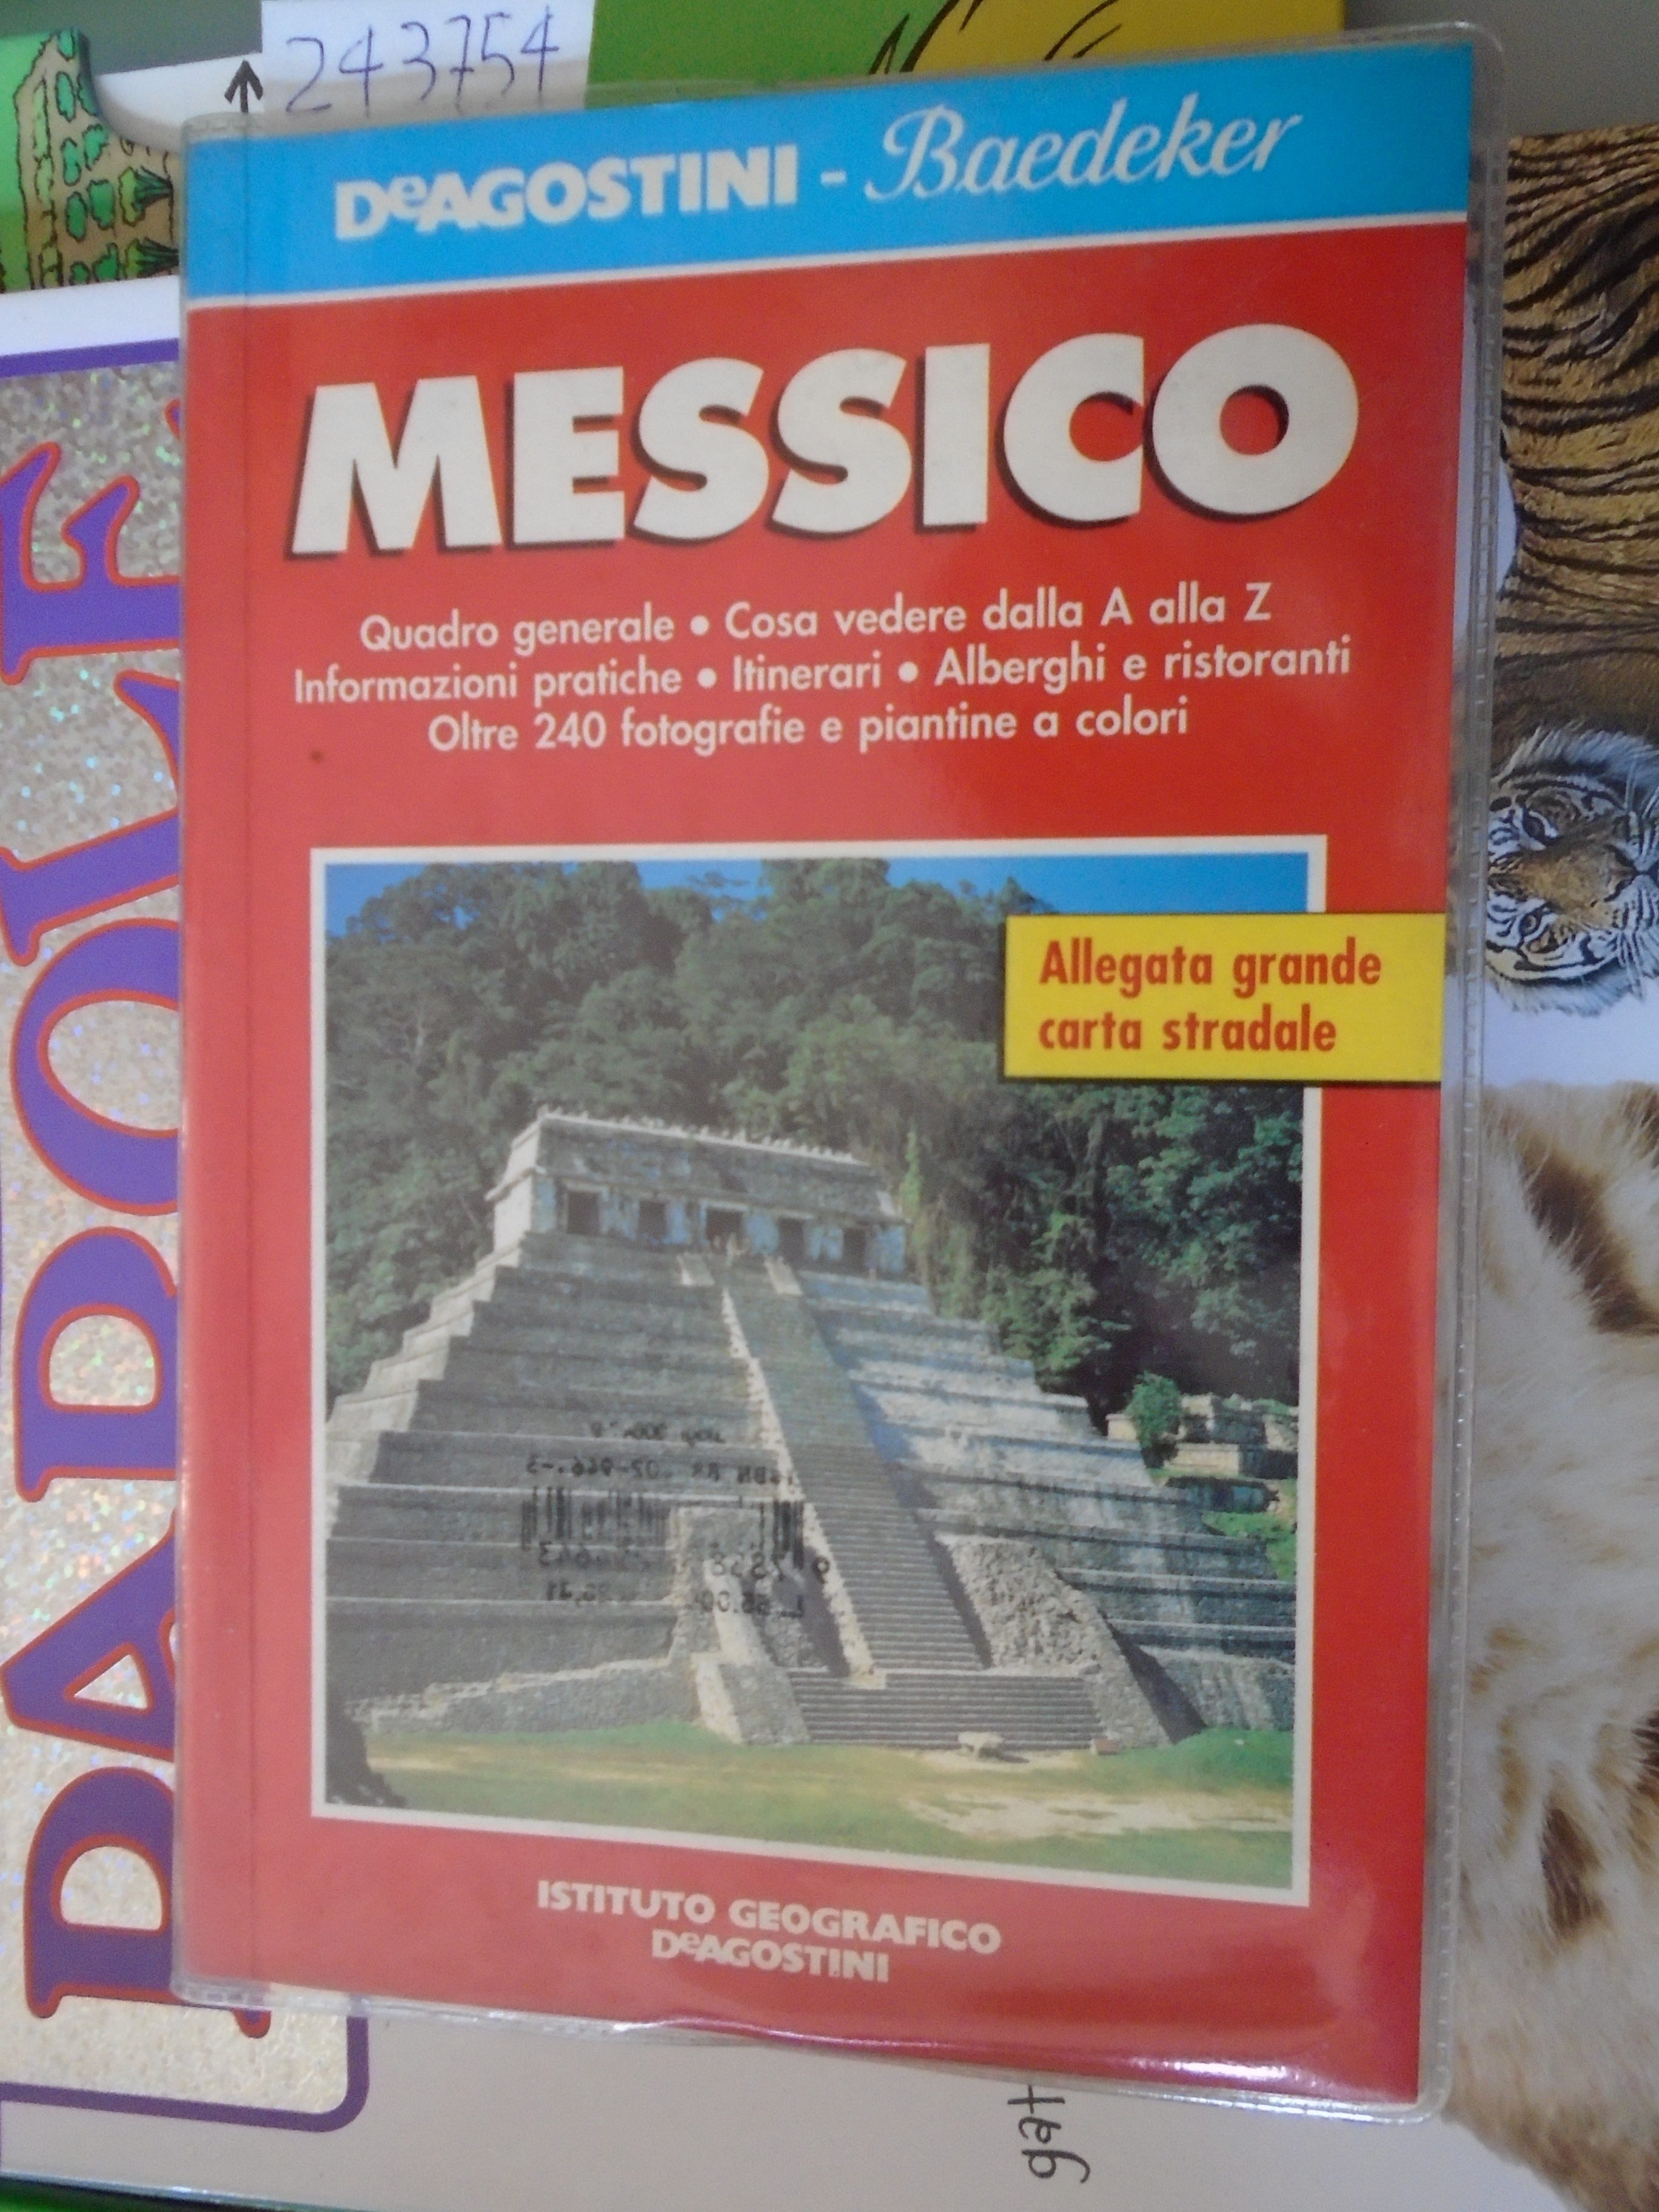 243754
DeAGOSTINI - Baedeker
MESSICO
Quadro generale • Cosa vedere dalla A alla Z
Informazioni pratiche • Itinerari • Alberghi e ristoranti
Oltre 240 fotografie e piantine a colori
Allegata grande
carta stradale
ISTITUTO GEOGRAFICO
DeAGOSTINI